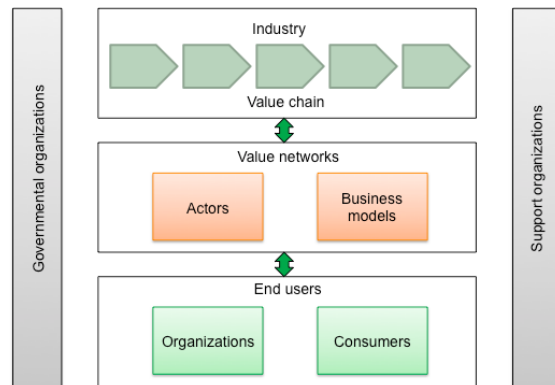 Governmental organizations
Industry
Value chain
Value networks
Actors
Business
models
End users
Organizations
Consumers
Support organizations